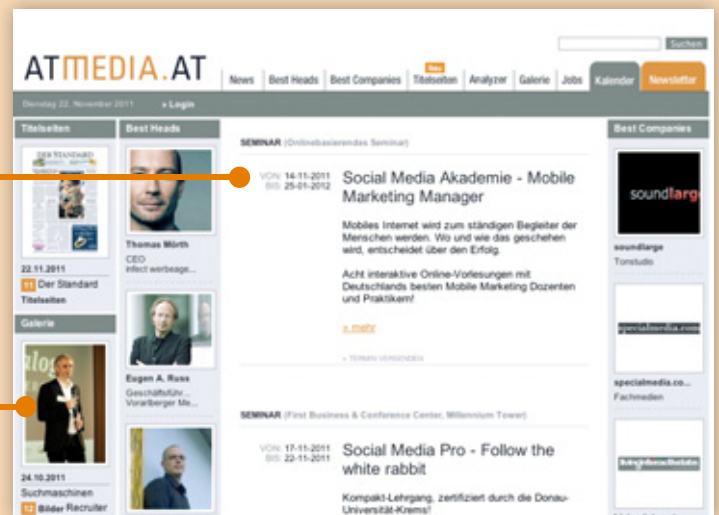 Suchen
ATMEDIA.AT
Neu
News
Best Heads
Best Companies
Titelseiten
Analyzer
Galerie
Jobs
Kalender
Newsletter
Dienstag 22. November 2011
» Login
Titelseiten
DER STANDARD
22.11.2011
11 Der Standard
Titelseiten
Galerie
24.10.2011
Suchmaschinen
12 Bilder Recruiter
Best Heads
Thomas Mörth
CEO
infect werbeage...
Eugen A. Russ
Geschäftsführ...
Vorarlberger Me...
SEMINAR (Onlinebasierendes Seminar)
VON: 14-11-2011
BIS: 25-01-2012
Social Media Akademie - Mobile
Marketing Manager
Mobiles Internet wird zum ständigen Begleiter der
Menschen werden. Wo und wie das geschehen
wird, entscheidet über den Erfolg.
Acht interaktive Online-Vorlesungen mit
Deutschlands besten Mobile Marketing Dozenten
und Praktikern!
» mehr
» TERMIN VERSENDEN
SEMINAR (First Business & Conference Center, Millennium Tower)
VON: 17-11-2011
BIS: 22-11-2011
Social Media Pro - Follow the
white rabbit
Kompakt-Lehrgang, zertifiziert durch die Donau-
Universität-Krems!
Best Companies
soundlarg
soundlarge
Tonstudio
specialmedia.com
specialmedia.co...
Fachmedien